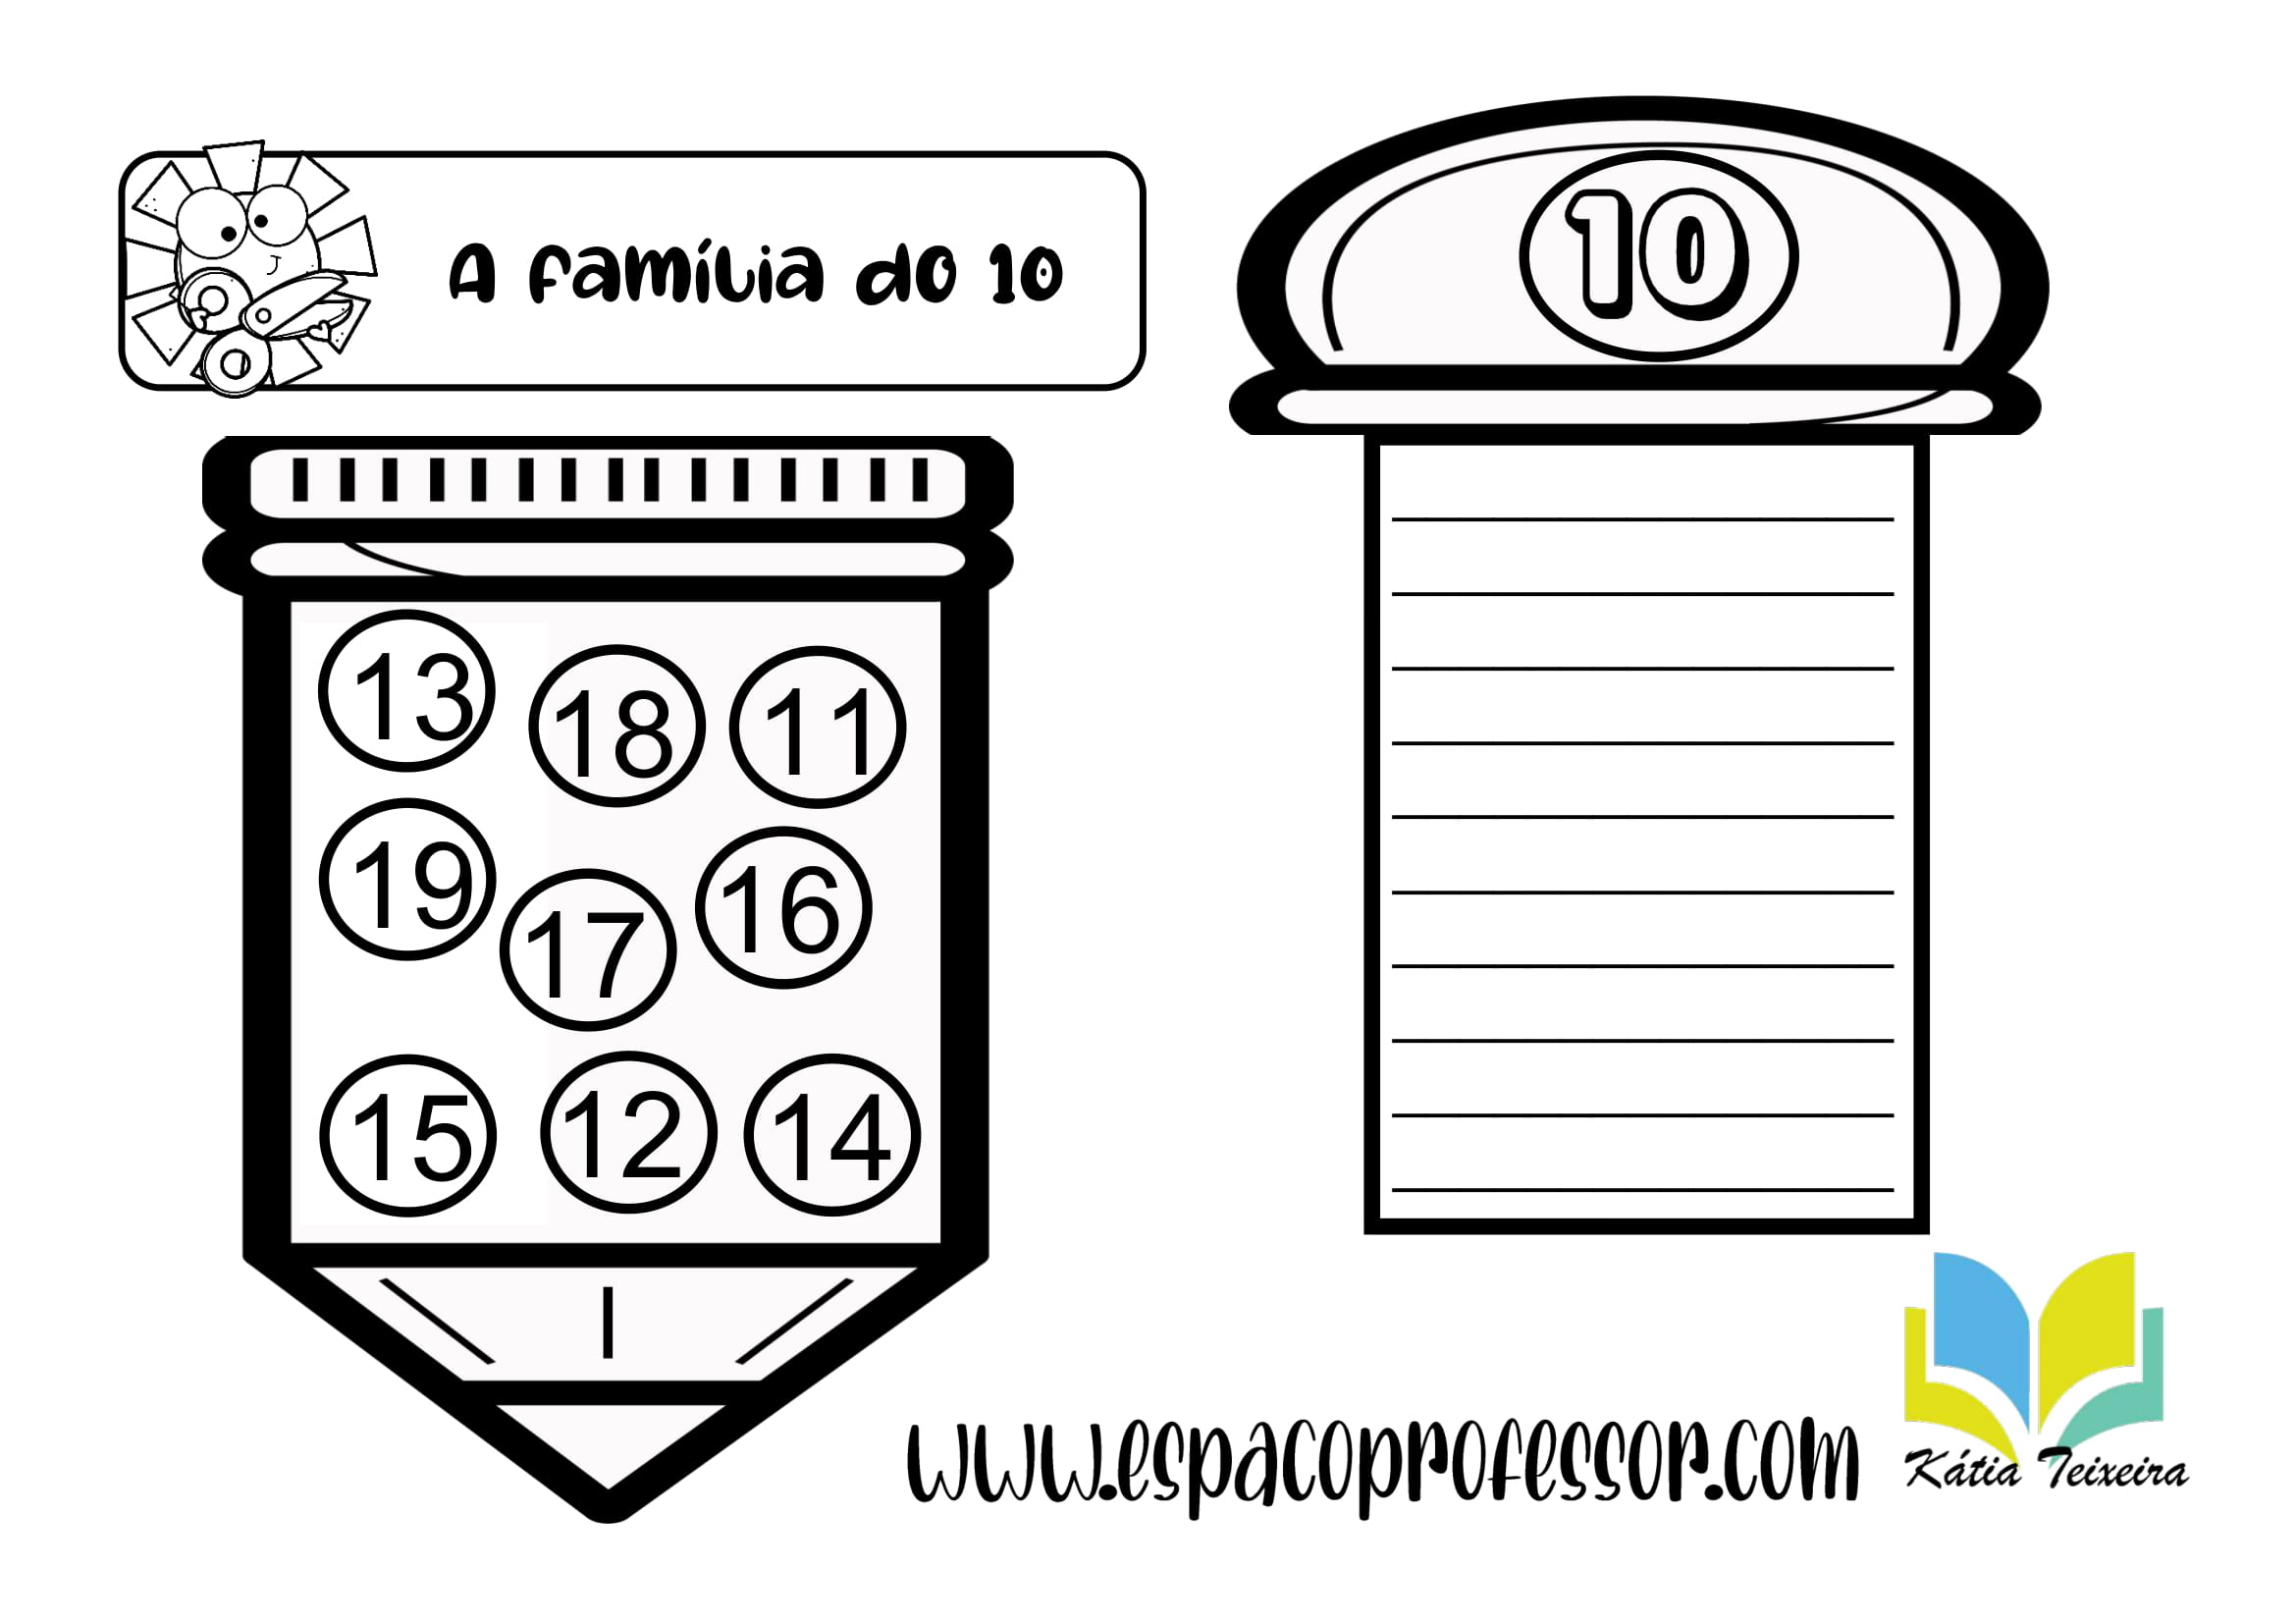 A família do 10
10
13 18 11
19 17 16
15 12 14
www.espacoprofessor.com
Kátia Teixeira